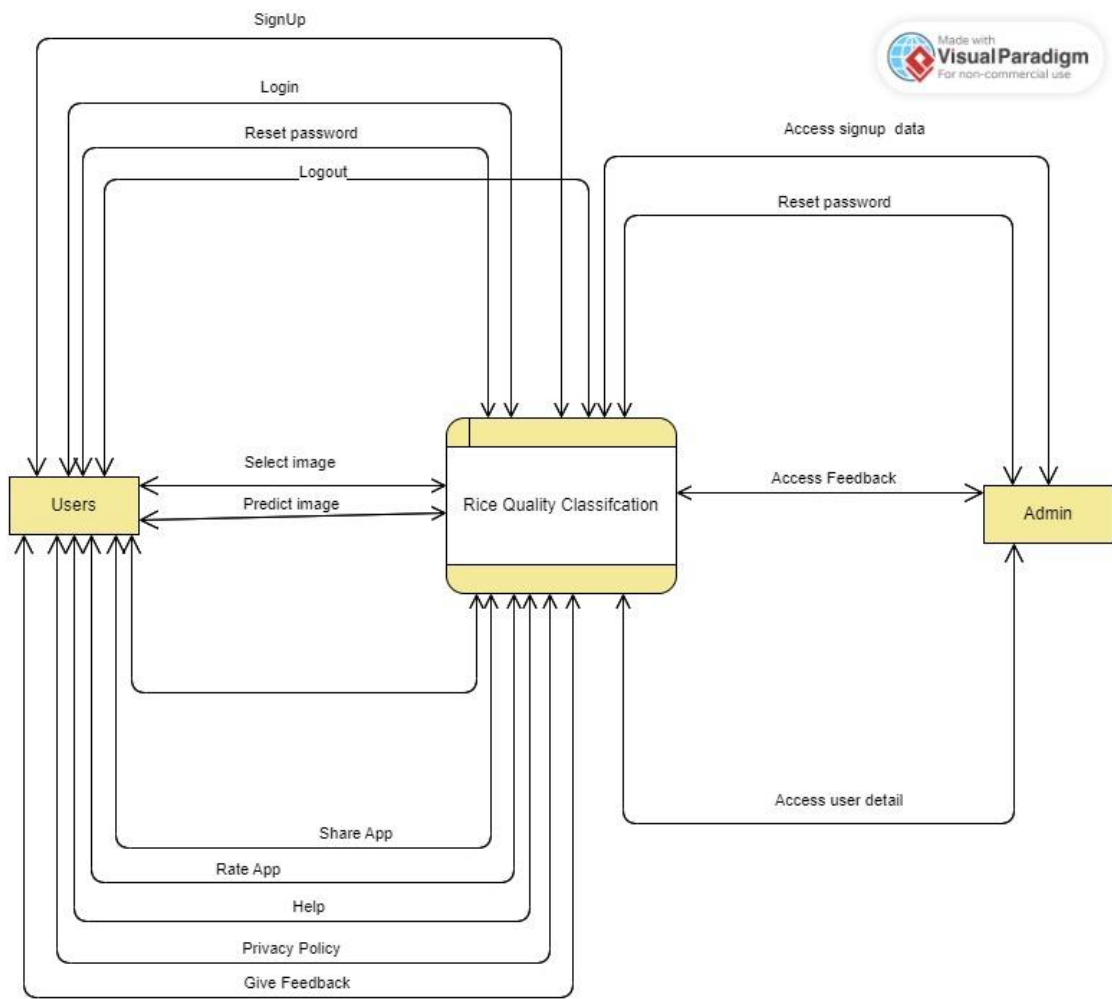 SignUp
Made with
VisualParadigm
For non-commercial use
Login
Access signup data
Reset password
Logout
Reset password
Select image
Access Feedback
Users
Predict image
Rice Quality Classifcation
Admin
Access user detail
Share App
Rate App
Help
Privacy Policy
Give Feedback